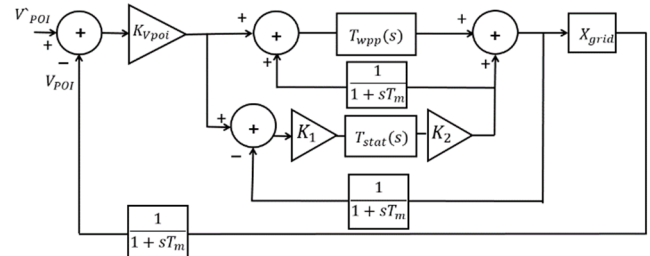 V*POI
+
+
−
VPOI
KVpoi
+
+
+
Twpp(s)
+
+
+
Xgrid
1
1 + sTm
+
+
−
K1
Tstat(s)
K2
1
1 + sTm
1
1 + sTm